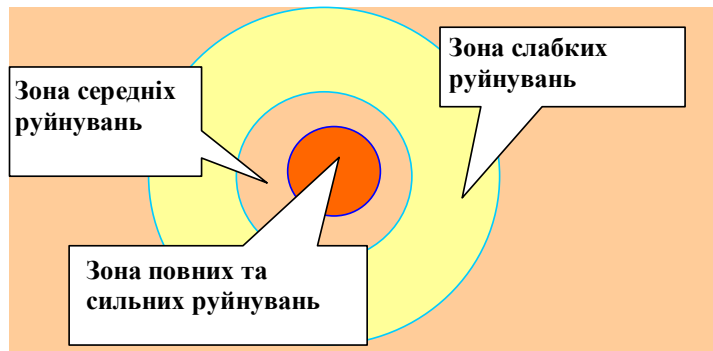 Зона слабких
руйнувань
Зона середніх
руйнувань
Зона повних та
сильних руйнувань